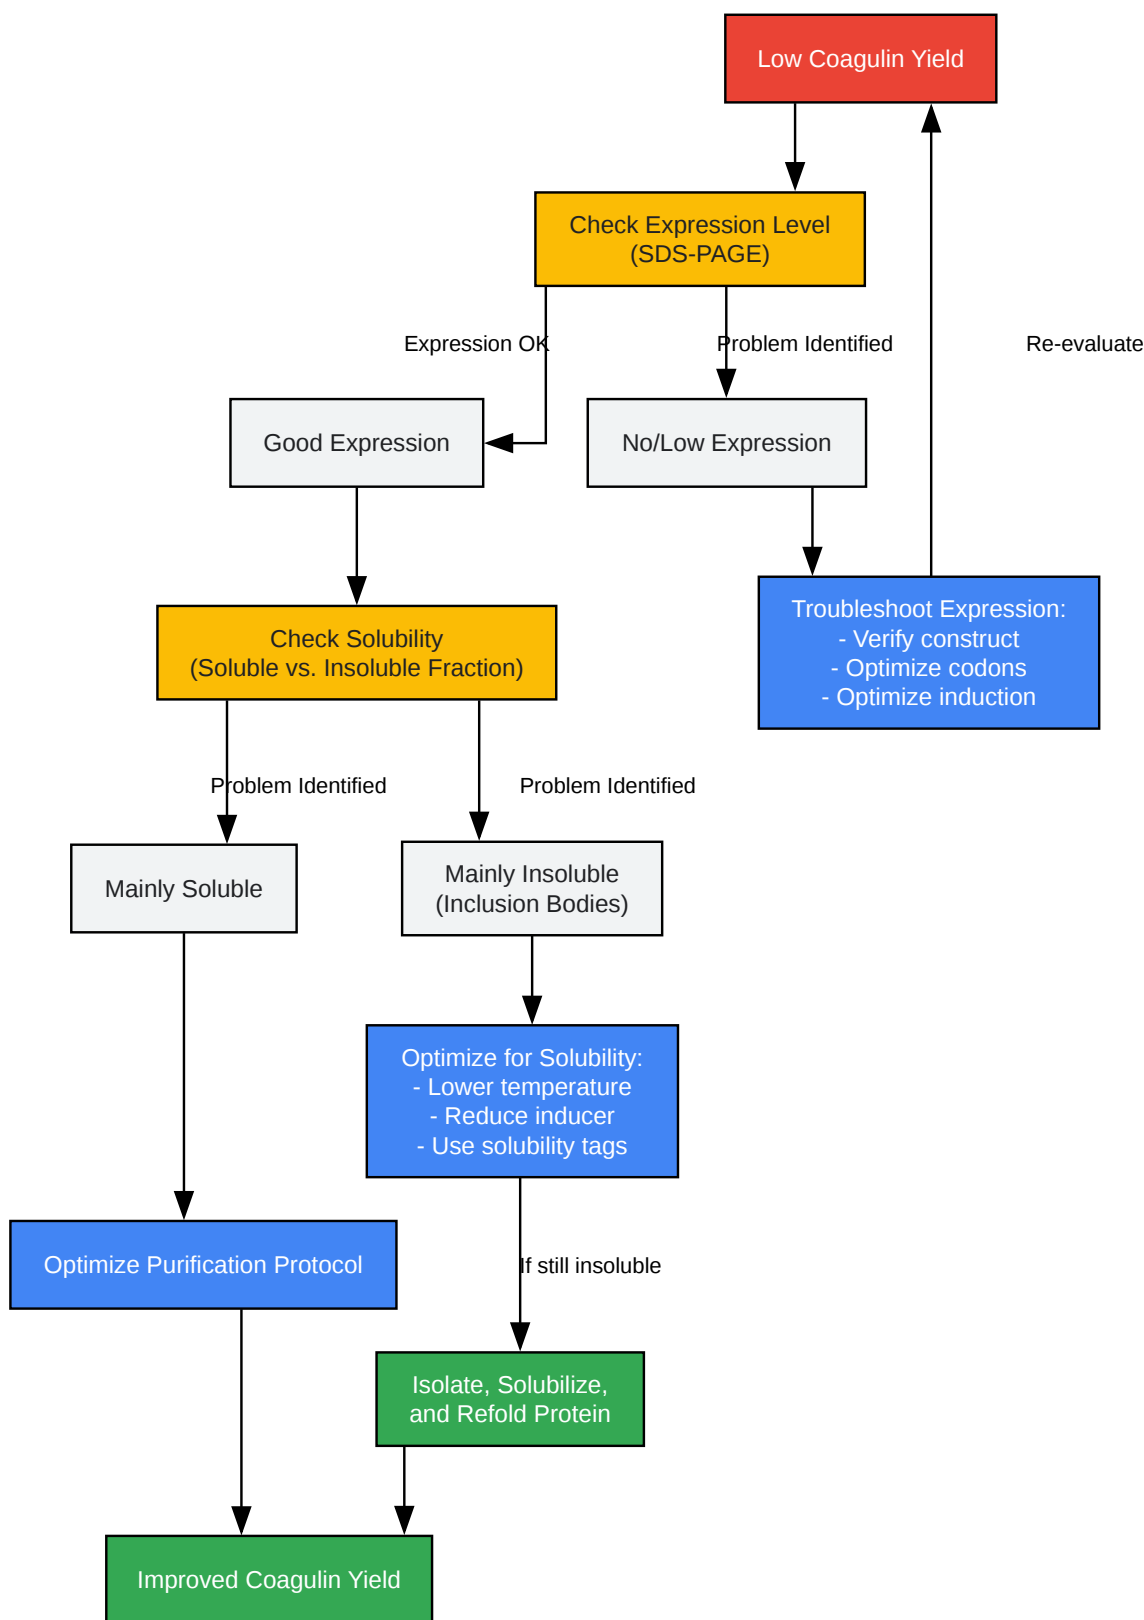 Low Coagulin Yield
Check Expression Level
(SDS-PAGE)
Expression OK
Problem Identified
Re-evaluate
Good Expression
No/Low Expression
Troubleshoot Expression:
- Verify construct
- Optimize codons
- Optimize induction
Check Solubility
(Soluble vs. Insoluble Fraction)
Problem Identified
Problem Identified
Mainly Soluble
Mainly Insoluble
(Inclusion Bodies)
Optimize for Solubility:
- Lower temperature
- Reduce inducer
- Use solubility tags
Optimize Purification Protocol
If still insoluble
Isolate, Solubilize,
and Refold Protein
Improved Coagulin Yield